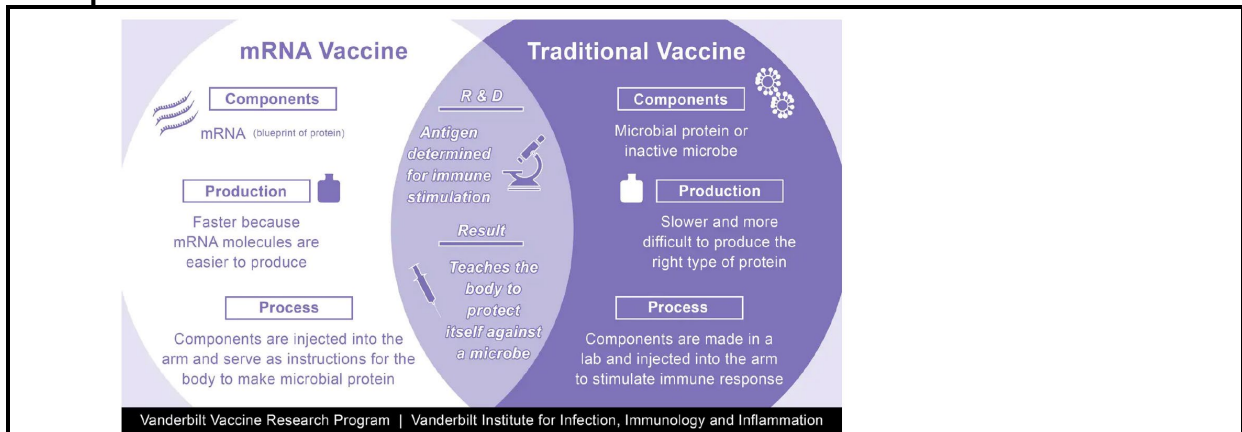 mRNA Vaccine
Components
mRNA (blueprint of protein)
Production
Faster because
mRNA molecules are
easier to produce
Process
Components are injected into the
arm and serve as instructions for the
body to make microbial protein
R & D
Antigen
determined
for immune
stimulation
Result
Teaches the
body to
protect
itself against
a microbe
Traditional Vaccine
Components
Microbial protein or
inactive microbe
Production
Slower and more
difficult to produce the
right type of protein
Process
Components are made in a
lab and injected into the arm
to stimulate immune response
Vanderbilt Vaccine Research Program | Vanderbilt Institute for Infection, Immunology and Inflammation